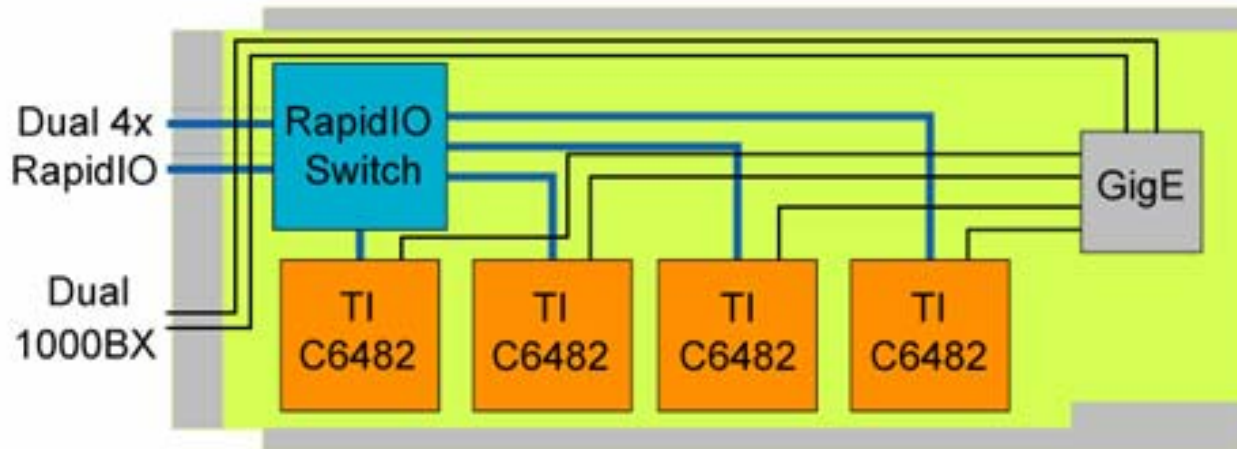 Dual 4x
RapidIO
RapidIO
Switch
GigE
Dual
1000BX
TI
C6482
TI
C6482
TI
C6482
TI
C6482